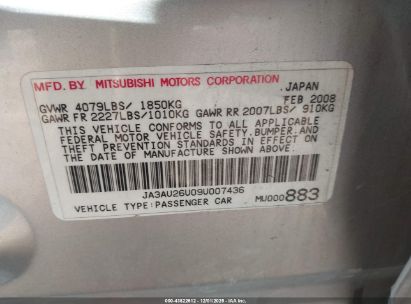 MFD. BY MITSUBISHI MOTORS CORPORATION JAPAN
GVWR 4079LBS/ 1850KG FEB 2008
GAWR FR 2227LBS/1010KG GAWR RR 2007LBS/ 910KG
THIS VEHICLE CONFORMS TO ALL APPLICABLE
FEDERAL MOTOR VEHICLE SAFETY, BUMPER, AND
THEFT PREVENTION STANDARDS IN EFFECT ON
THE DATE OF MANUFACTURE SHOWN ABOVE.
JA3AU26U09U007436
VEHICLE TYPE:PASSENGER CAR MU000883